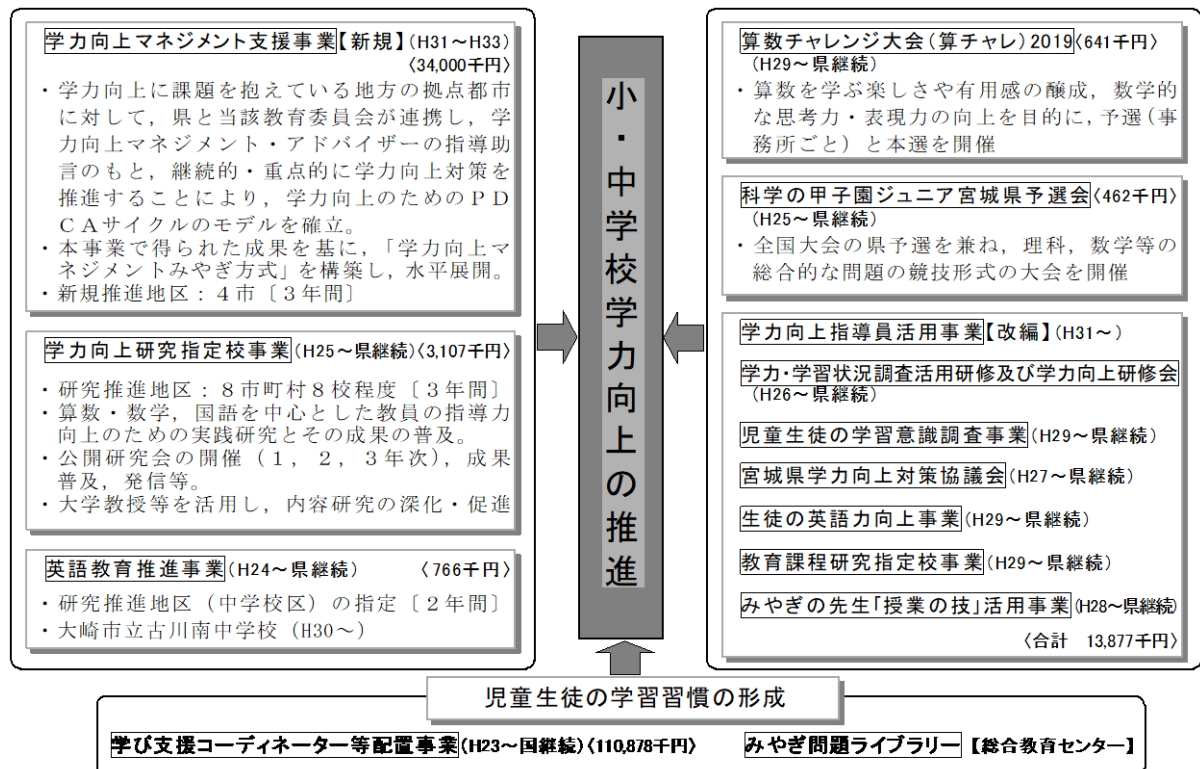 学力向上マネジメント支援事業【新規】(H31～H33)
〈34,000千円〉
・学力向上に課題を抱えている地方の拠点都市
に対して，県と当該教育委員会が連携し，学
力向上マネジメント・アドバイザーの指導助
言のもと，継続的・重点的に学力向上対策を
推進することにより，学力向上のためのＰＤ
ＣＡサイクルのモデルを確立。
・本事業で得られた成果を基に，「学力向上マ
ネジメントみやぎ方式」を構築し，水平展開。
・新規推進地区：４市〔３年間〕
学力向上研究指定校事業(H25～県継続)〈3,107千円〉
・研究推進地区：８市町村８校程度〔３年間〕
・算数・数学，国語を中心とした教員の指導力
向上のための実践研究とその成果の普及。
・公開研究会の開催（１，２，３年次），成果
普及，発信等。
・大学教授等を活用し，内容研究の深化・促進
英語教育推進事業(H24～県継続)　〈766千円〉
・研究推進地区（中学校区）の指定〔２年間〕
・大崎市立古川南中学校（H30～）
小・中学校学力向上の推進
算数チャレンジ大会(算チャレ)2019〈641千円〉
(H29～県継続)
・算数を学ぶ楽しさや有用感の醸成，数学的
な思考力・表現力の向上を目的に，予選（事
務所ごと）と本選を開催
科学の甲子園ジュニア宮城県予選会〈462千円〉
(H25～県継続)
・全国大会の県予選を兼ね，理科，数学等の
総合的な問題の競技形式の大会を開催
学力向上指導員活用事業【改編】(H31～)
学力・学習状況調査活用研修及び学力向上研修会
(H26～県継続)
児童生徒の学習意識調査事業(H29～県継続)
宮城県学力向上対策協議会(H27～県継続)
生徒の英語力向上事業(H29～県継続)
教育課程研究指定校事業(H29～県継続)
みやぎの先生「授業の技」活用事業(H28～県継続)
〈合計　13,877千円〉
児童生徒の学習習慣の形成
学び支援コーディネーター等配置事業(H23～国継続)〈110,878千円〉　みやぎ問題ライブラリー【総合教育センター】